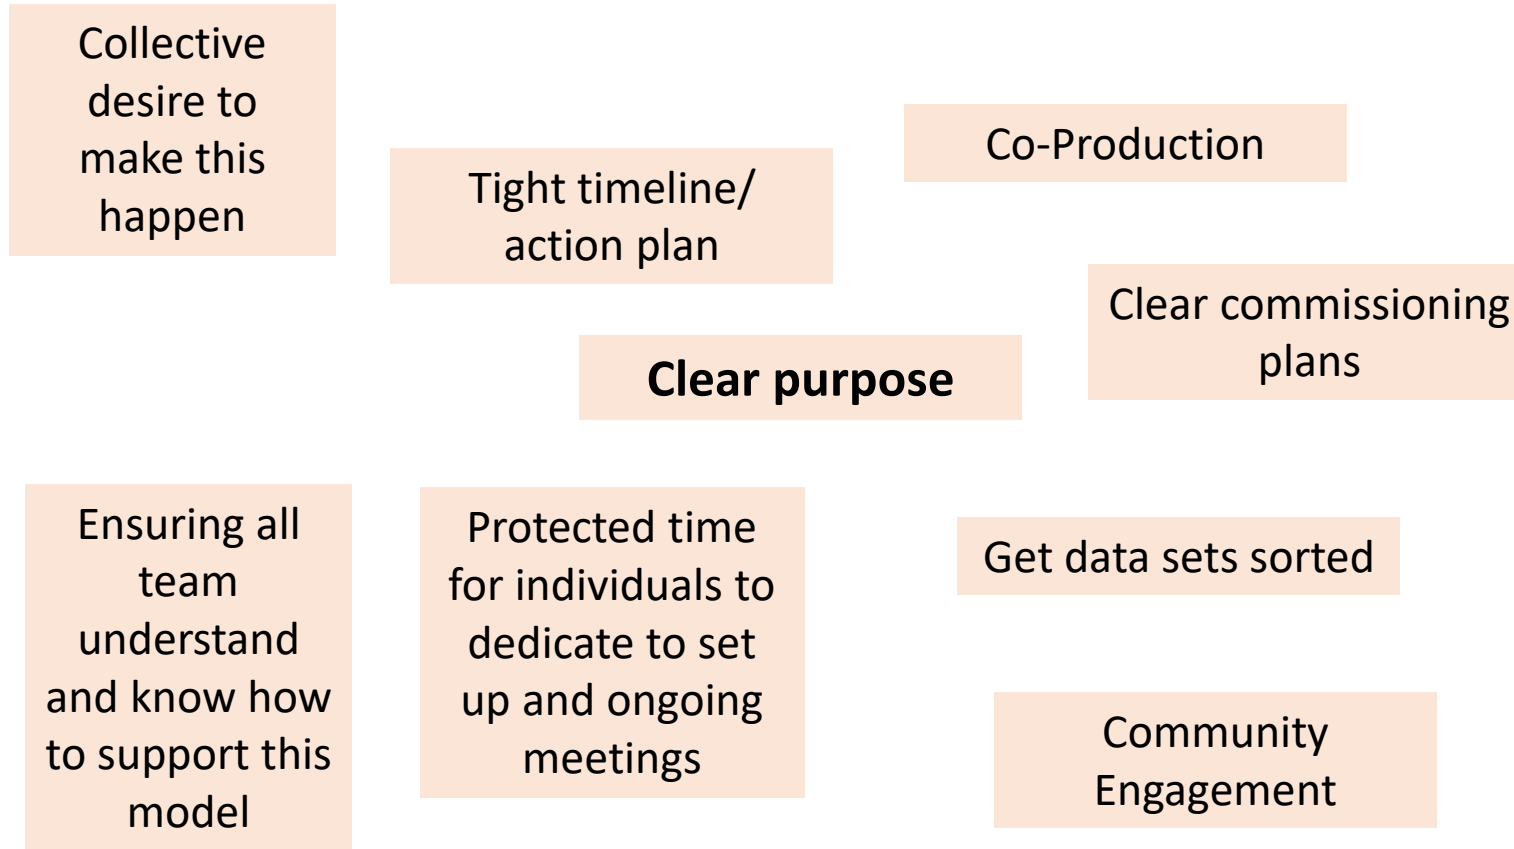 Collective
desire to
make this
happen
Tight timeline/
action plan
Co-Production
Clear commissioning
plans
Clear purpose
Ensuring all
team
understand
and know how
to support this
model
Protected time
for individuals to
dedicate to set
up and ongoing
meetings
Get data sets sorted
Community
Engagement